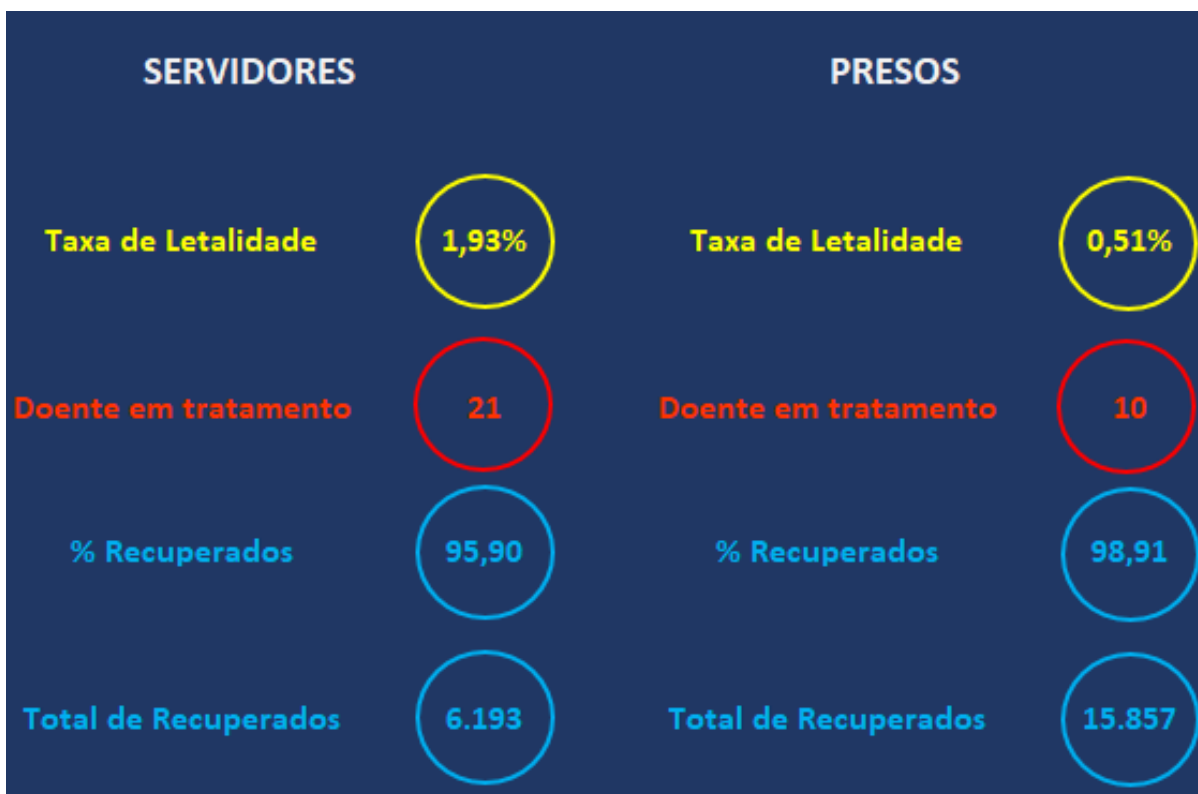 SERVIDORES PRESOS
Taxa de Letalidade 1,93% Taxa de Letalidade 0,51%
Doente em tratamento 21 Doente em tratamento 10
% Recuperados 95,90 % Recuperados 98,91
Total de Recuperados 6.193 Total de Recuperados 15.857